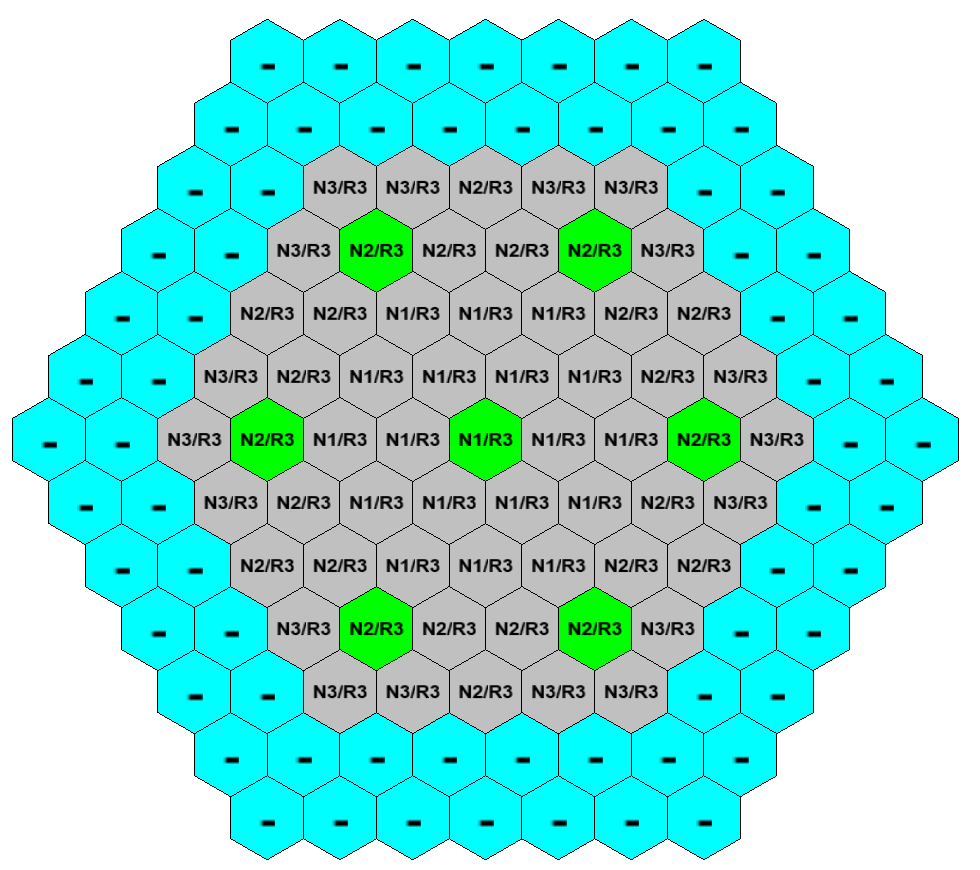 - - - - - - -
- - - - - - - -
- - N3/R3 N3/R3 N2/R3 N3/R3 N3/R3 - -
- - N3/R3 N2/R3 N2/R3 N2/R3 N2/R3 N3/R3 - -
- - N2/R3 N2/R3 N1/R3 N1/R3 N1/R3 N2/R3 N2/R3 - -
- - N3/R3 N2/R3 N1/R3 N1/R3 N1/R3 N1/R3 N2/R3 N3/R3 - -
- - N3/R3 N2/R3 N1/R3 N1/R3 N1/R3 N1/R3 N1/R3 N2/R3 N3/R3 - -
- - N3/R3 N2/R3 N1/R3 N1/R3 N1/R3 N1/R3 N2/R3 N3/R3 - -
- - N2/R3 N2/R3 N1/R3 N1/R3 N1/R3 N2/R3 N2/R3 - -
- - N3/R3 N2/R3 N2/R3 N2/R3 N2/R3 N3/R3 - -
- - N3/R3 N3/R3 N2/R3 N3/R3 N3/R3 - -
- - - - - - - -
- - - - - - -